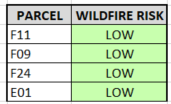 PARCEL WILDFIRE RISK
F11 LOW
F09 LOW
F24 LOW
E01 LOW